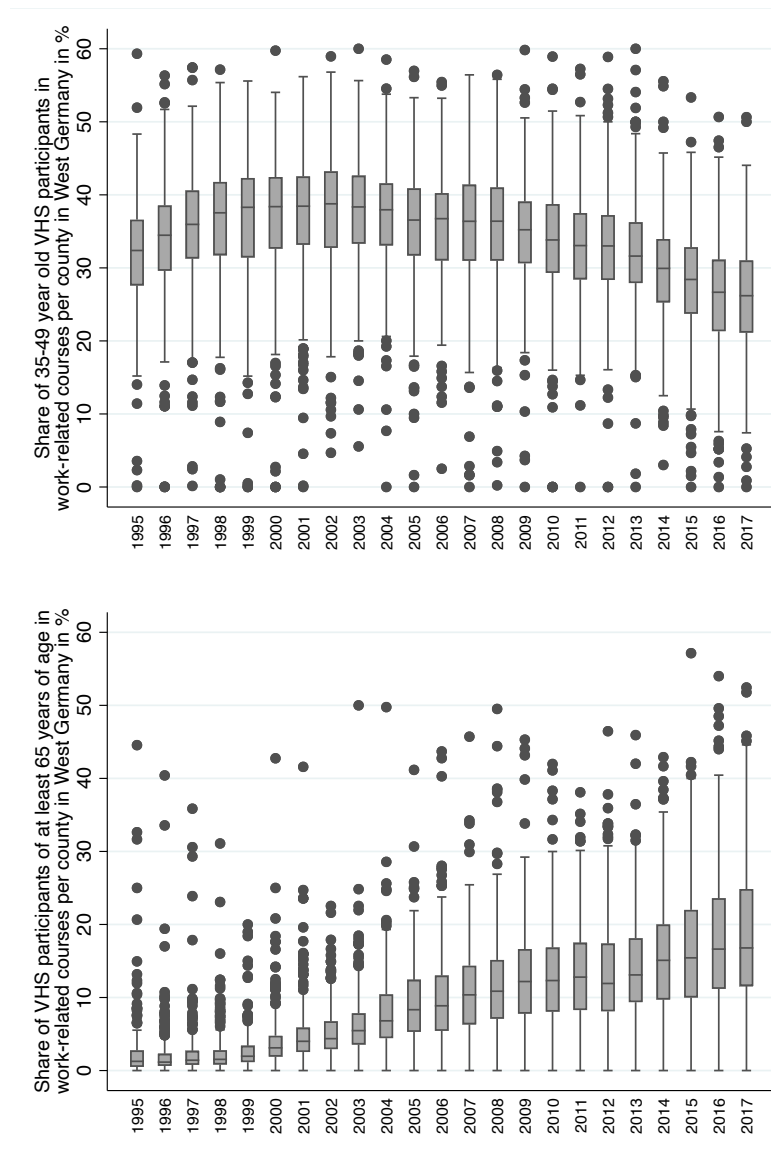 Share of 35-49 year old VHS participants in
work-related courses per county in West Germany in %
60
50
40
30
20
10
0
1995 1996 1997 1998 1999 2000 2001 2002 2003 2004 2005 2006 2007 2008 2009 2010 2011 2012 2013 2014 2015 2016 2017
Share of VHS participants of at least 65 years of age in
work-related courses per county in West Germany in %
60
50
40
30
20
10
0
1995 1996 1997 1998 1999 2000 2001 2002 2003 2004 2005 2006 2007 2008 2009 2010 2011 2012 2013 2014 2015 2016 2017